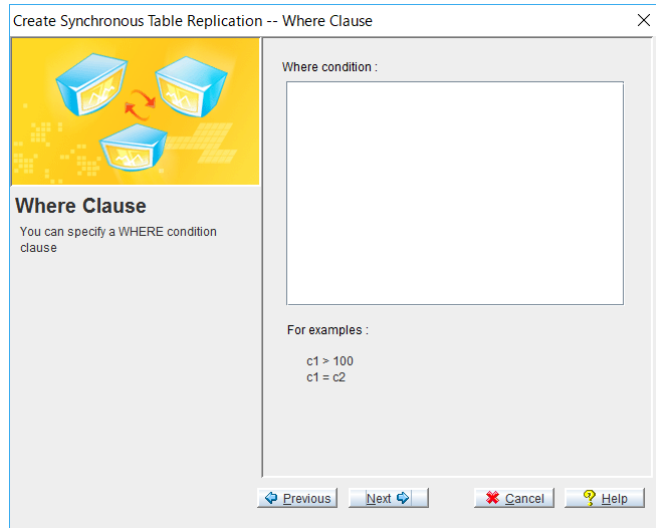 Create Synchronous Table Replication -- Where Clause
Where condition :
Where Clause
You can specify a WHERE condition
clause
For examples :
c1 > 100
c1 = c2
Previous Next Cancel Help